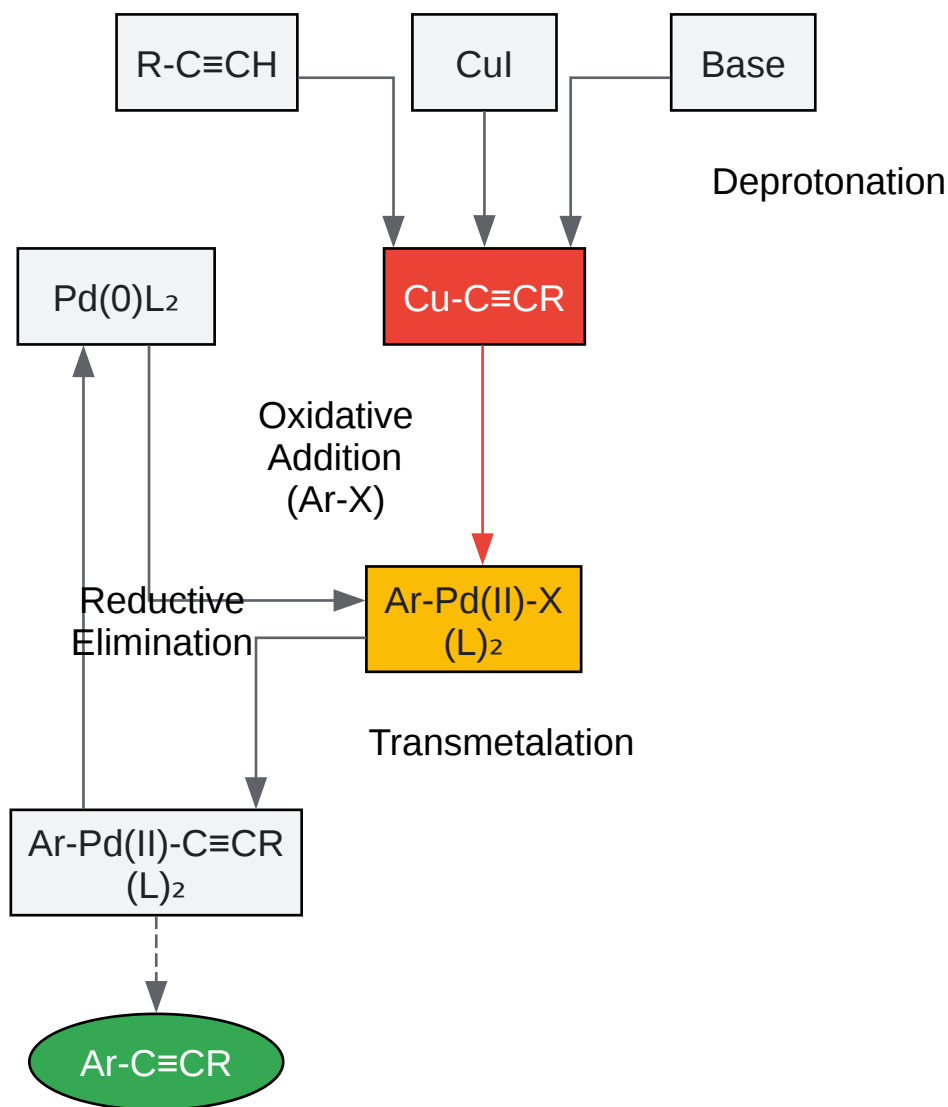 R-C≡CH
CuI
Base
Deprotonation
Pd(0)L₂
Cu-C≡CR
Oxidative
Addition
(Ar-X)
Reductive
Elimination
Ar-Pd(II)-X
(L)₂
Transmetalation
Ar-Pd(II)-C≡CR
(L)₂
Ar-C≡CR